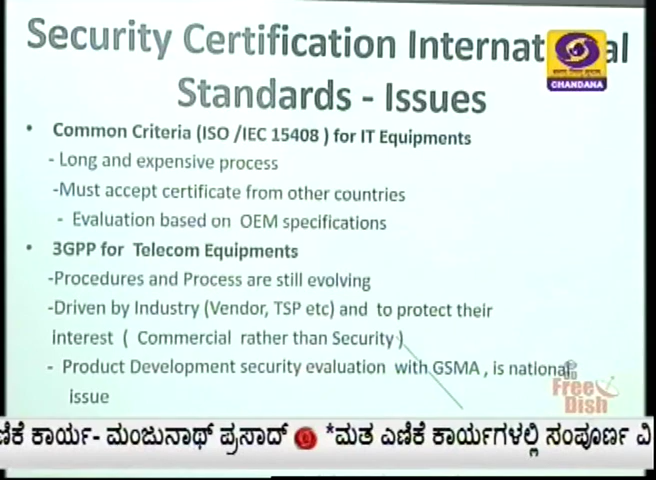 Security Certification International
Standards - Issues
• Common Criteria (ISO /IEC 15408 ) for IT Equipments
- Long and expensive process
-Must accept certificate from other countries
- Evaluation based on OEM specifications
• 3GPP for Telecom Equipments
-Procedures and Process are still evolving
-Driven by Industry (Vendor, TSP etc) and to protect their
interest ( Commercial rather than Security )
- Product Development security evaluation with GSMA , is national
issue
CHANDANA
Free
Dish
ಕಾರ್ಯ- ಮಂಜುನಾಥ್ ಪ್ರಸಾದ್ *ಮತ ಎಣಿಕೆ ಕಾರ್ಯಗಳಲ್ಲಿ ಸಂಪೂರ್ಣ